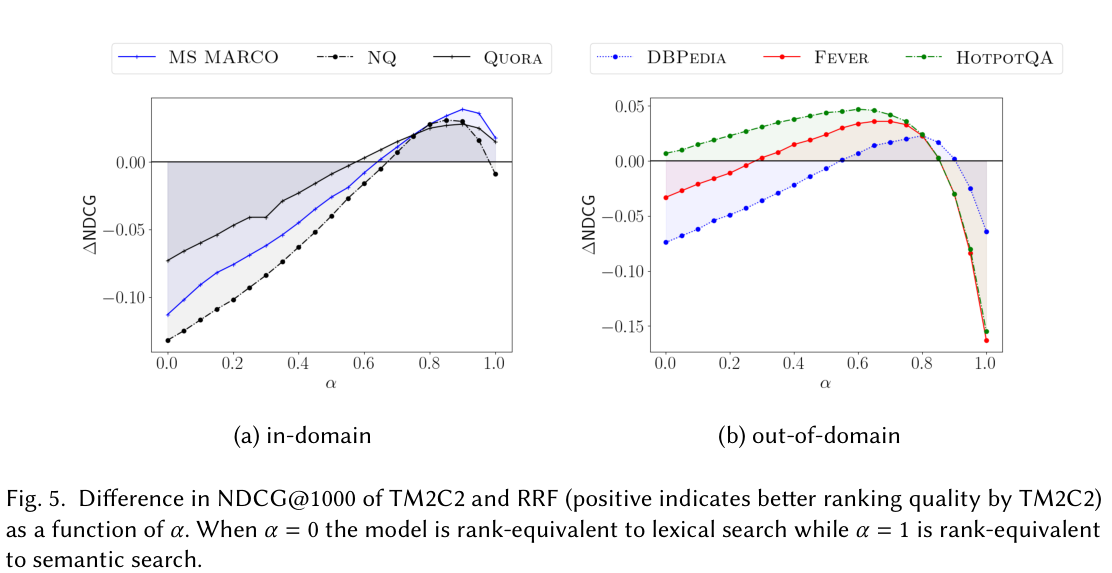 MS MARCO NQ QUORA
0.00
−0.05
−0.10
ΔNDCG
0.0 0.2 0.4 0.6 0.8 1.0
α
(a) in-domain
DBPEDIA FEVER HOTPOTQA
0.05
0.00
−0.05
−0.10
−0.15
ΔNDCG
0.0 0.2 0.4 0.6 0.8 1.0
α
(b) out-of-domain
Fig. 5. Difference in NDCG@1000 of TM2C2 and RRF (positive indicates better ranking quality by TM2C2)
as a function of α. When α = 0 the model is rank-equivalent to lexical search while α = 1 is rank-equivalent
to semantic search.